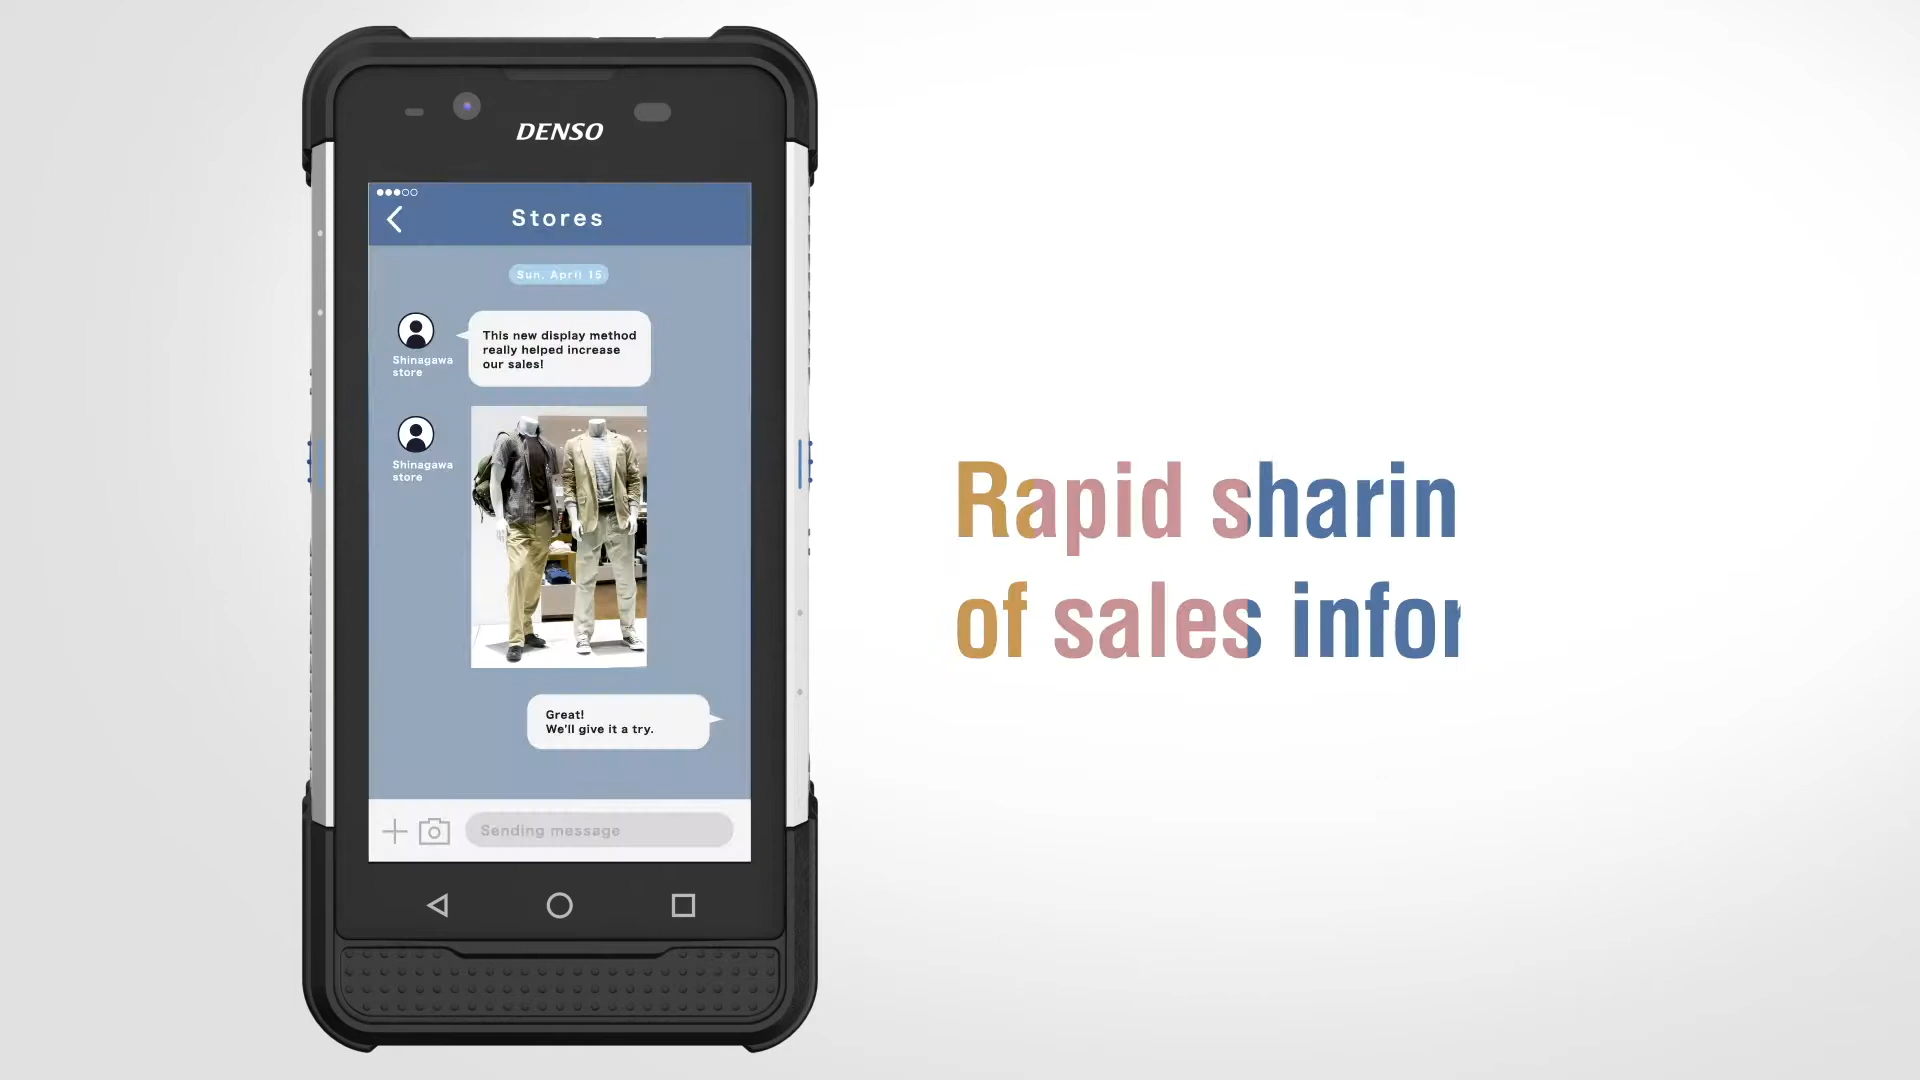 DENSO
Stores
Sun, April 15
This new display method
really helped increase
our sales!
Shinagawa
store
Shinagawa
store
Great!
We'll give it a try.
Sending message
Rapid sharin
of sales infor